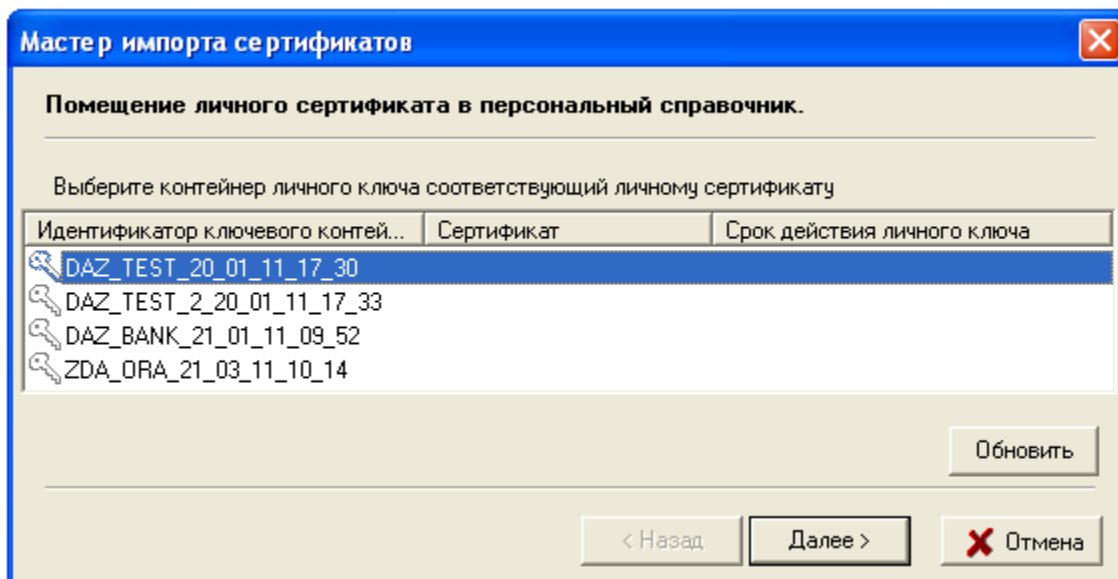 Мастер импорта сертификатов
Помещение личного сертификата в персональный справочник.
Выберите контейнер личного ключа соответствующий личному сертификату
Идентификатор ключевого контей... Сертификат Срок действия личного ключа
DAZ_TEST_20_01_11_17_30
DAZ_TEST_2_20_01_11_17_33
DAZ_BANK_21_01_11_09_52
ZDA_ORA_21_03_11_10_14
Обновить
< Назад Далее > Отмена